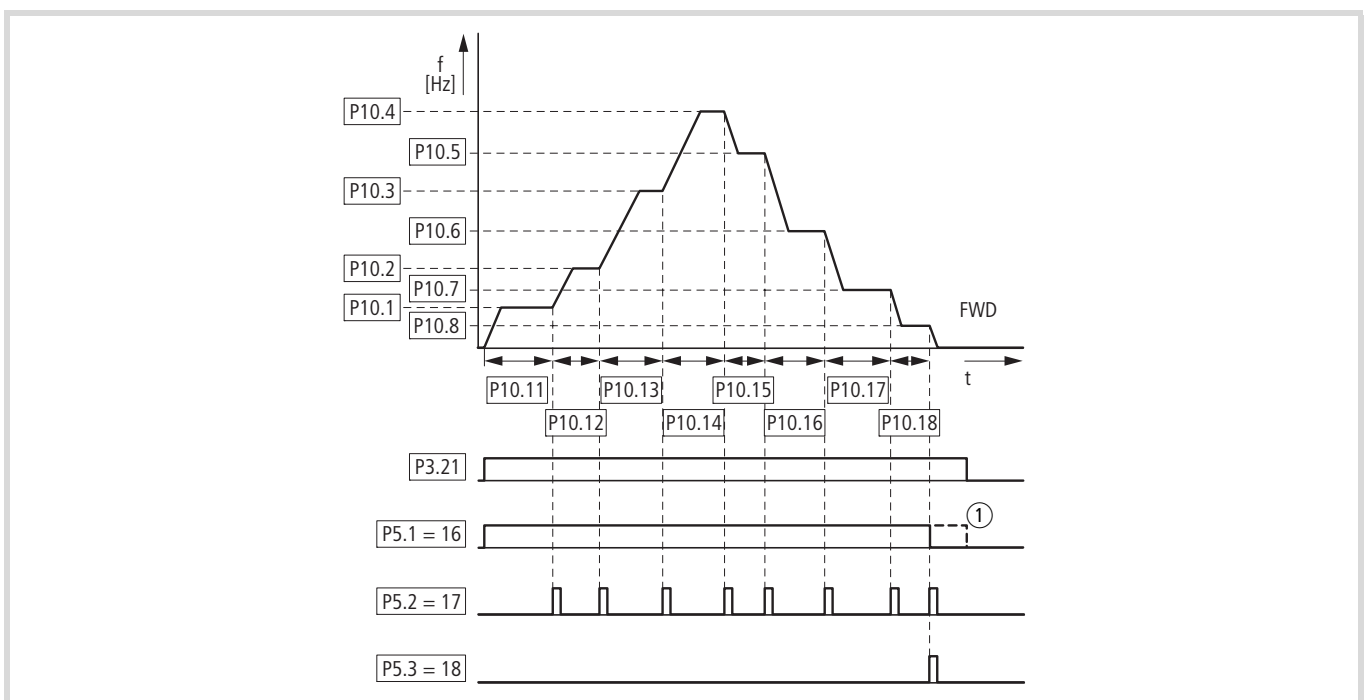 f
[Hz]
P10.4
P10.5
P10.3
P10.6
P10.2
P10.7
P10.1
P10.8
FWD
t
P10.11 P10.13 P10.15 P10.17
P10.12 P10.14 P10.16 P10.18
P3.21
P5.1 = 16
1
P5.2 = 17
P5.3 = 18